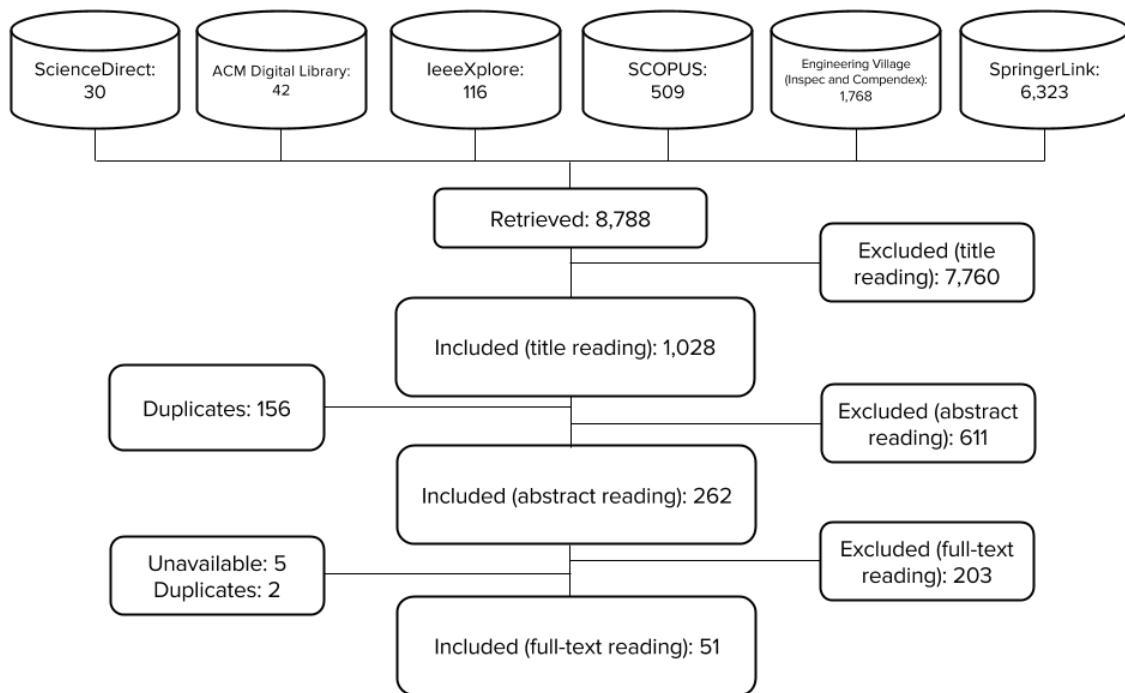 ScienceDirect:
30
ACM Digital Library:
42
IeeeXplore:
116
SCOPUS:
509
Engineering Village
(Inspec and Compendex):
1,768
SpringerLink:
6,323
Retrieved: 8,788
Excluded (title
reading): 7,760
Included (title reading): 1,028
Duplicates: 156
Excluded (abstract
reading): 611
Included (abstract reading): 262
Unavailable: 5
Duplicates: 2
Excluded (full-text
reading): 203
Included (full-text reading): 51